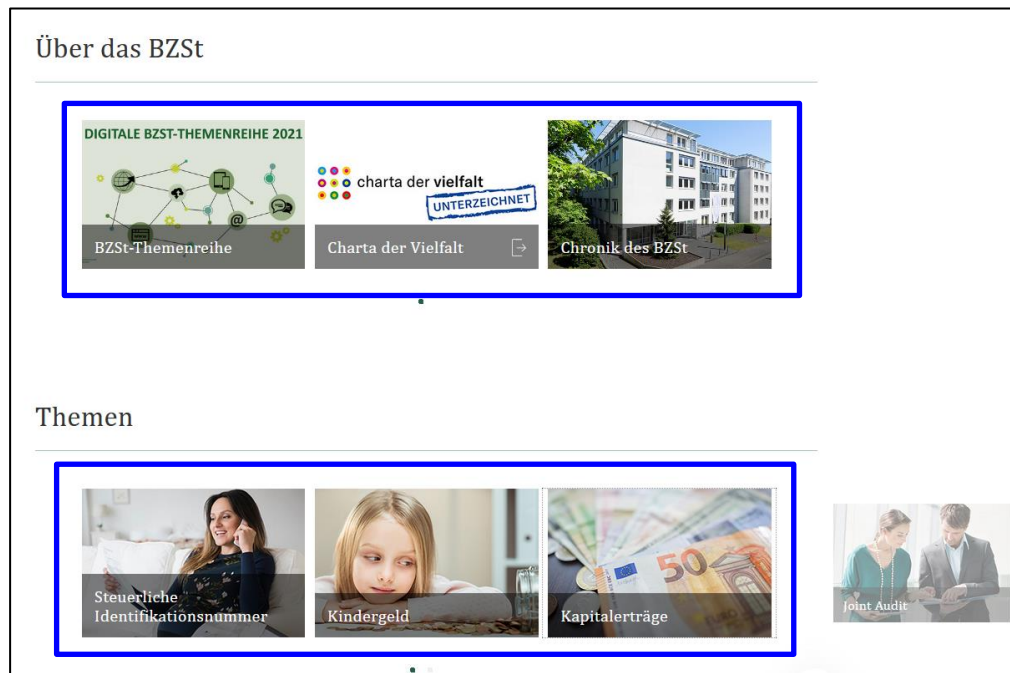 Über das BZSt
DIGITALE BZST-THEMENREIHE 2021
@
BZSt-Themenreihe
charta der vielfalt
UNTERZEICHNET
Charta der Vielfalt
Chronik des BZSt
Themen
Steuerliche
Identifikationsnummer
Kindergeld
50
Kapitalerträge
Joint Audit